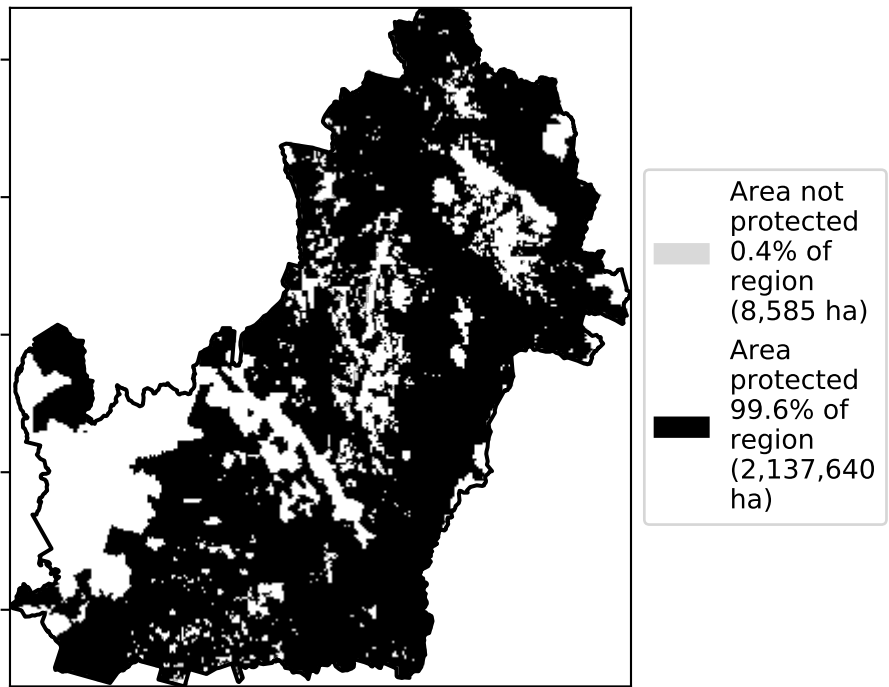 Area not
protected
0.4% of
region
(8,585 ha)
Area
protected
99.6% of
region
(2,137,640
ha)